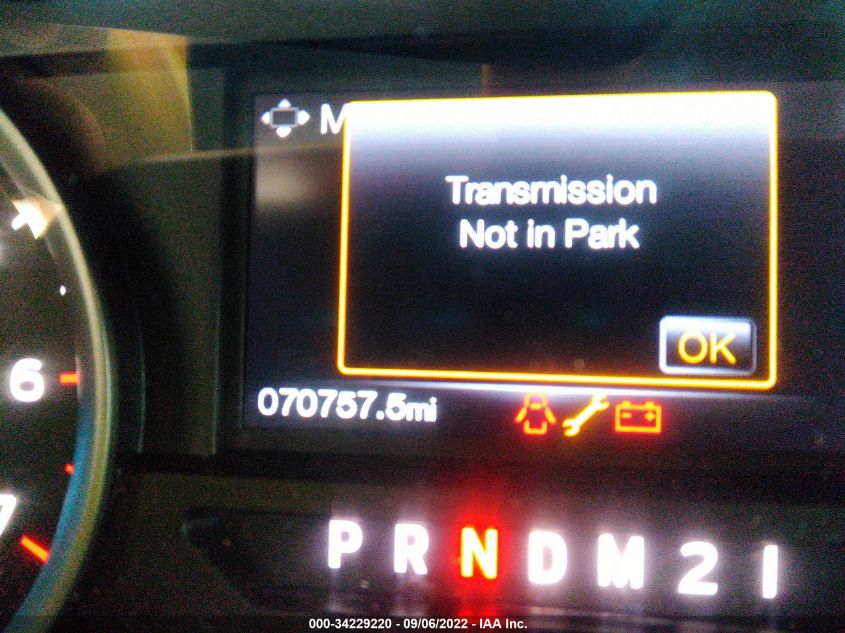 M
Transmission
Not in Park
OK
6
070757.5mi
7
P R N D M 2 1
000-34229220 - 09/06/2022 - IAA Inc.